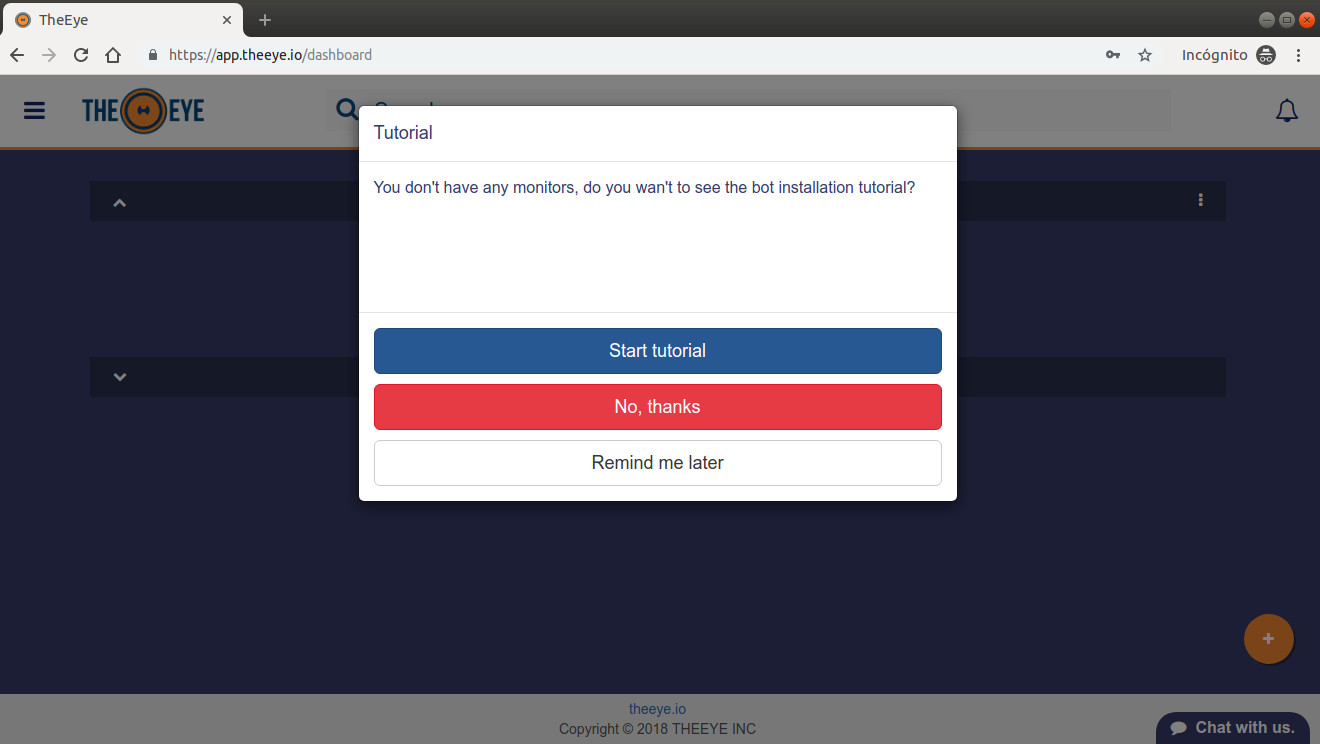 TheEye
https://app.theeye.io/dashboard
Incógnito
THE EYE
Tutorial
You don't have any monitors, do you wan't to see the bot installation tutorial?
Start tutorial
No, thanks
Remind me later
theeye.io
Copyright © 2018 THEEYE INC
Chat with us.